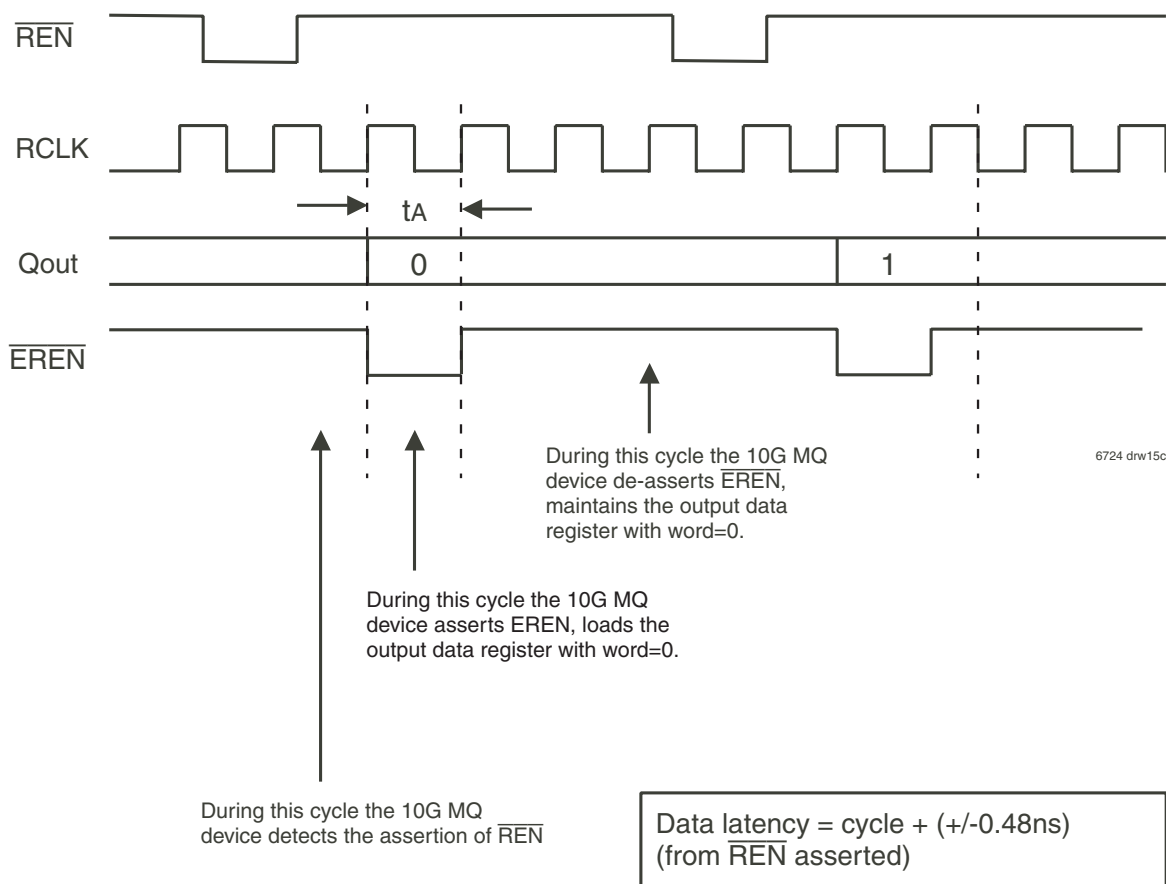 REN
RCLK
tA
Qout
0
1
EREN
During this cycle the 10G MQ
device de-asserts EREN,
maintains the output data
register with word=0.
6724 drw15c
During this cycle the 10G MQ
device asserts EREN, loads the
output data register with word=0.
During this cycle the 10G MQ
device detects the assertion of REN
Data latency = cycle + (+/-0.48ns)
(from REN asserted)